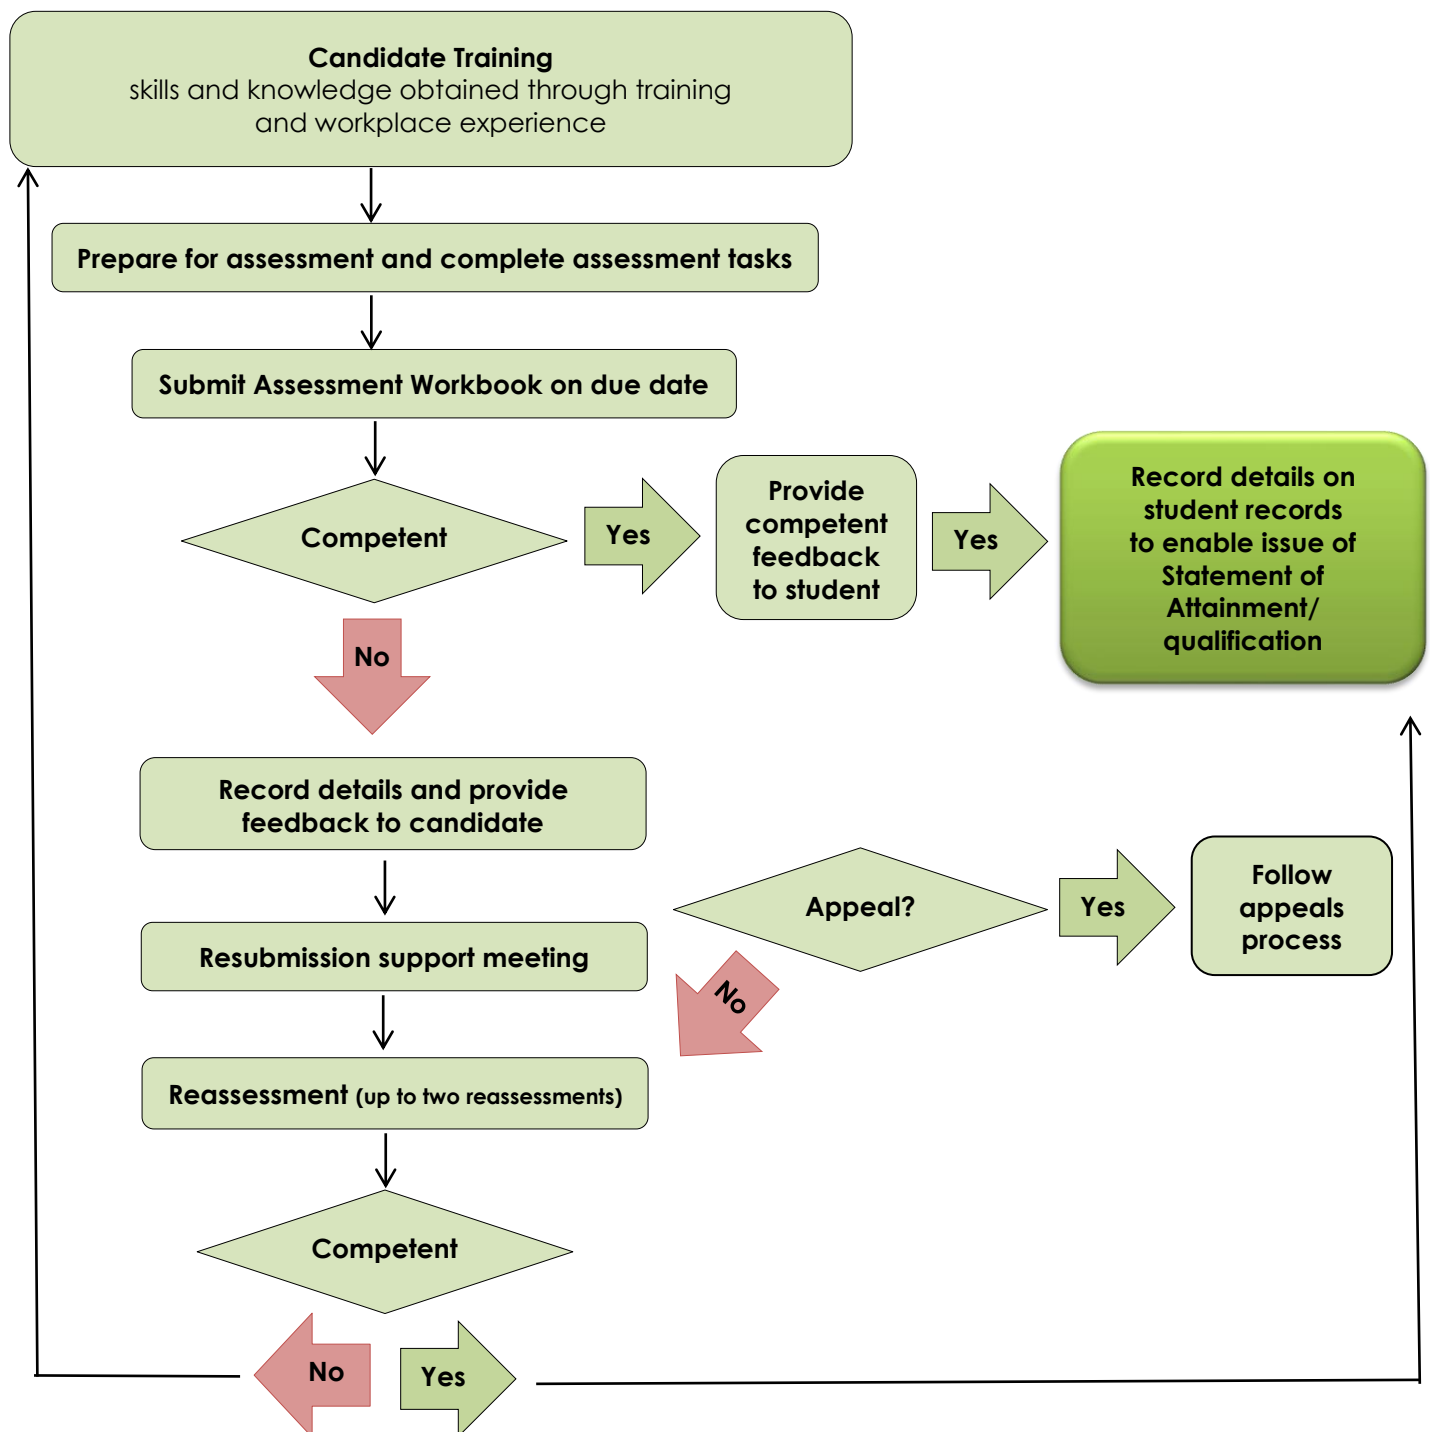 Candidate Training
skills and knowledge obtained through training
and workplace experience
Prepare for assessment and complete assessment tasks
Submit Assessment Workbook on due date
Competent
Yes
Provide
competent
feedback
to student
Yes
Record details on
student records
to enable issue of
Statement of
Attainment/
qualification
No
Record details and provide
feedback to candidate
Resubmission support meeting
Appeal?
Yes
Follow
appeals
process
No
Reassessment (up to two reassessments)
Competent
No
Yes